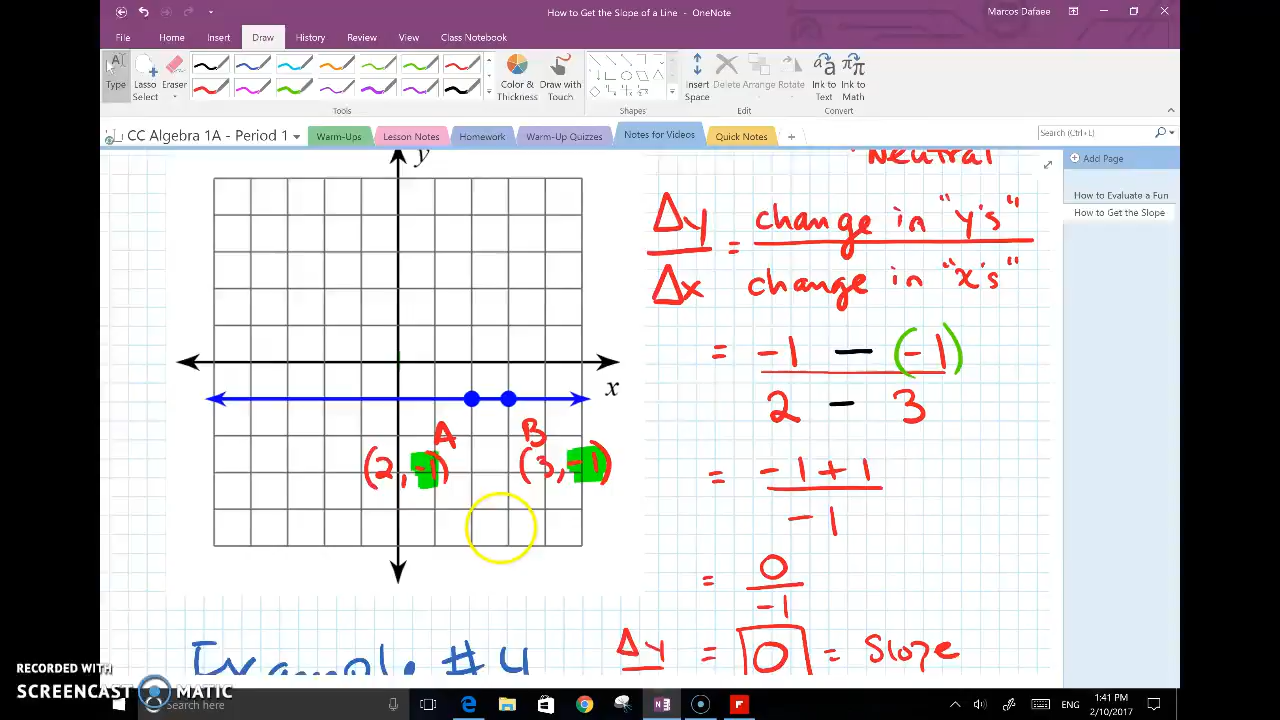 How to Get the Slope of a Line - OneNote
Marcos Dafaee
File Home Insert Draw History Review View Class Notebook
Type
Lasso Select
Eraser
Color & Thickness
Draw with Touch
Insert Space
Delete Arrange Rotate
Ink to Text
Ink to Math
Tools
Shapes
Edit
Convert
CC Algebra 1A - Period 1
Warm-Ups Lesson Notes Homework Warm-Up Quizzes Notes for Videos Quick Notes
Search (Ctrl+E)
Add Page
How to Evaluate a Fun
How to Get the Slope
y
x
A
B
(2, -1)
(3, -1)
Neutral
Δy = change in "y's"
Δx change in "x's"
= -1 - (-1)
2 - 3
= -1 + 1
-1
= 0
-1
Δy = 0 = Slope
Example #4
RECORDED WITH
SCREENCAST MATIC
Search the web and Windows
ENG
1:41 PM
2/10/2017